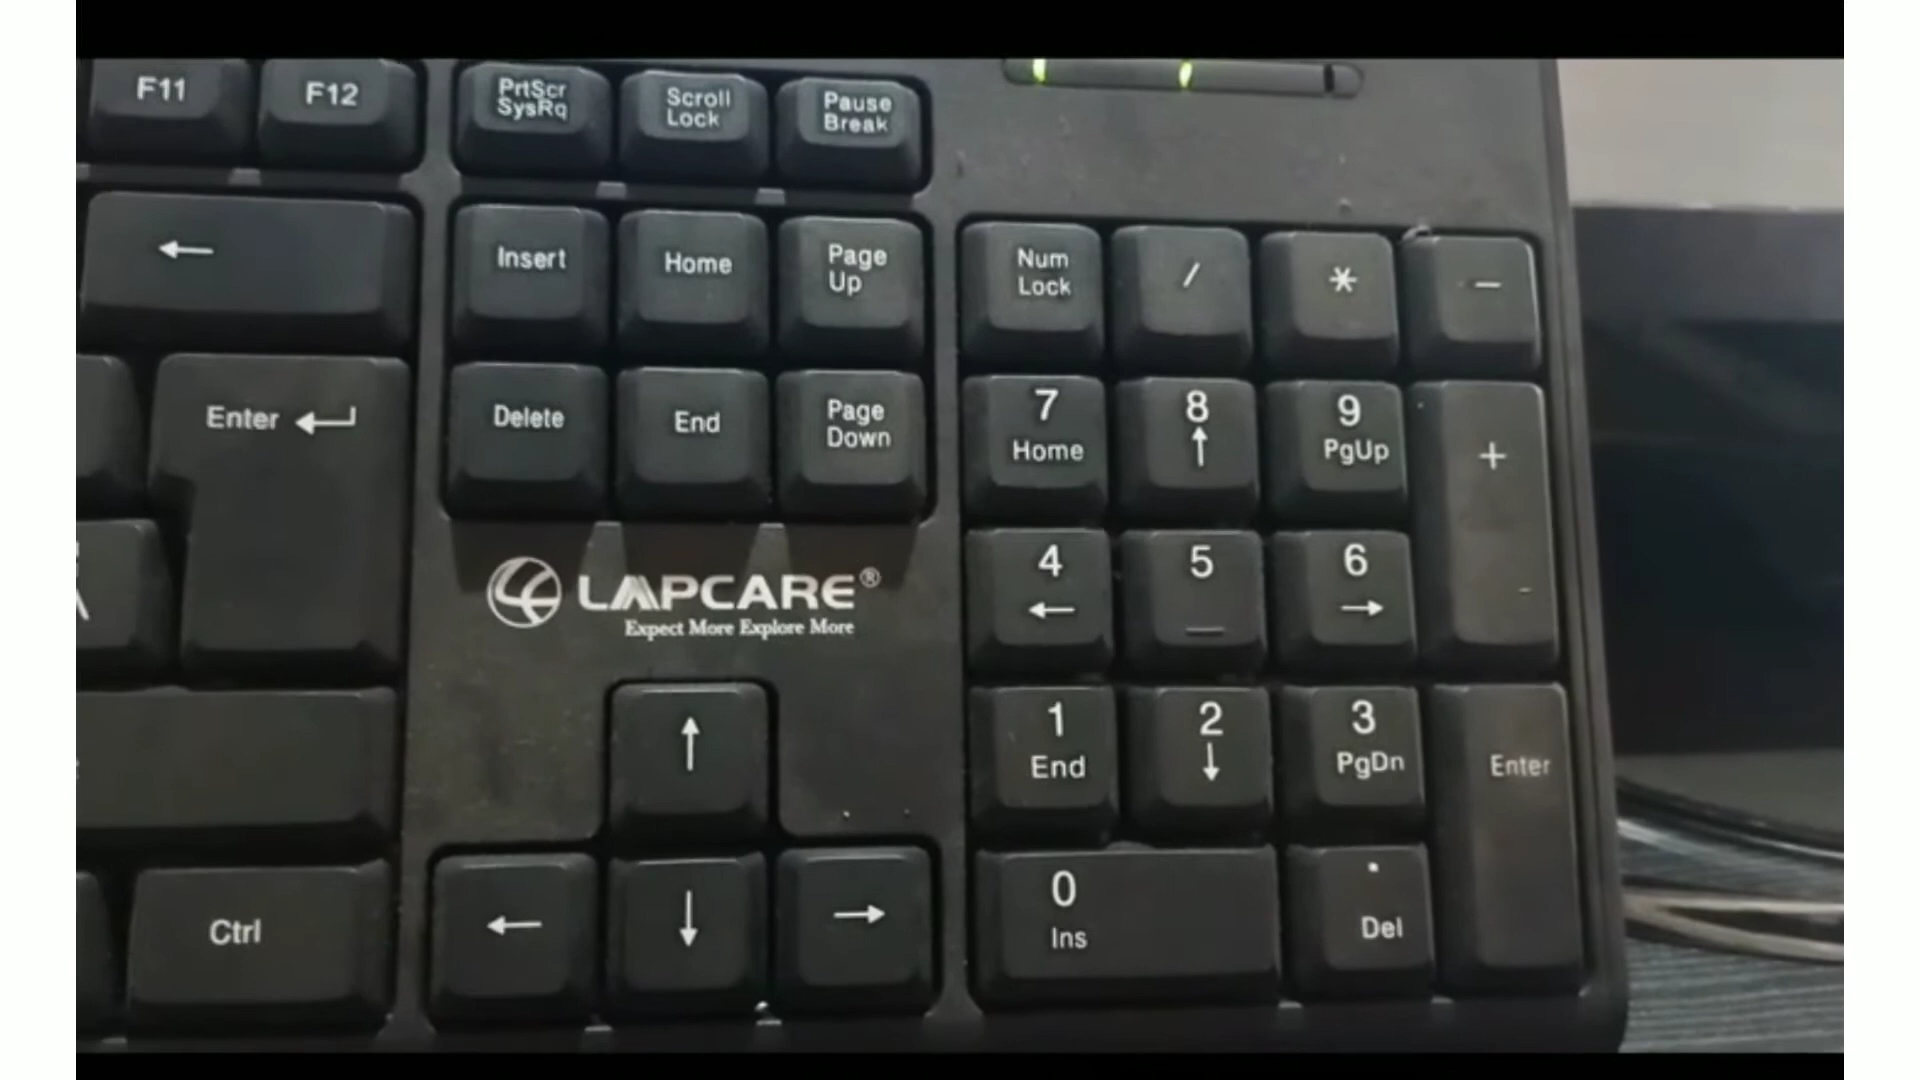 F11
F12
PrtScr
SysRq
Scroll
Lock
Pause
Break
←
Insert
Home
Page
Up
Num
Lock
/
*
-
Enter ↵
Delete
End
Page
Down
7
Home
8
↑
9
PgUp
+
LAPCARE®
Expect More Explore More
4
←
5
_
6
→
↑
1
End
2
↓
3
PgDn
Enter
Ctrl
←
↓
→
0
Ins
.
Del